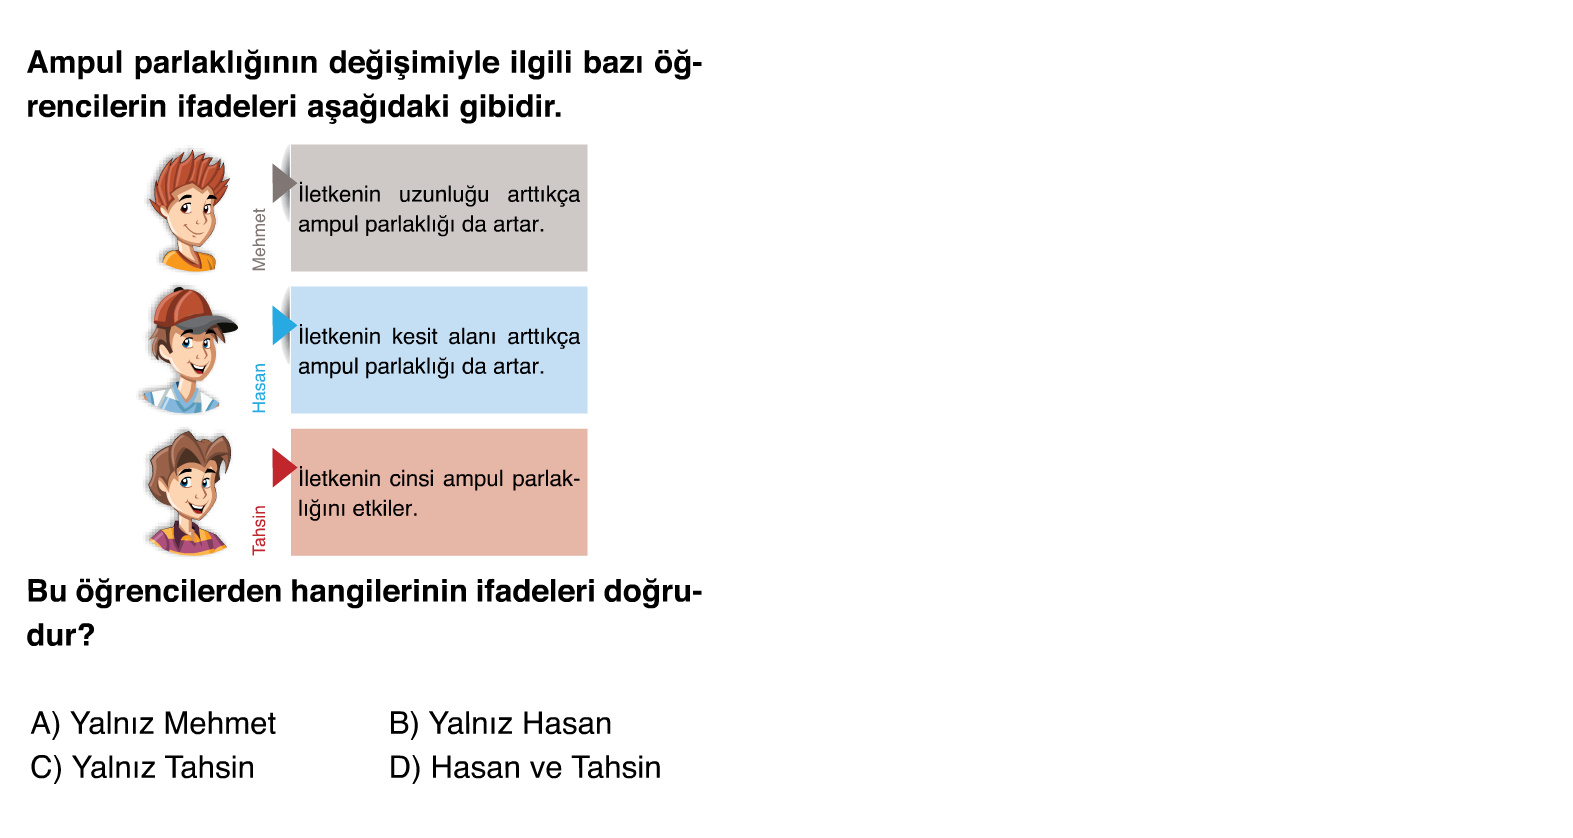 Ampul parlaklığının değişimiyle ilgili bazı öğ-
rencilerin ifadeleri aşağıdaki gibidir.
Mehmet
İletkenin uzunluğu arttıkça
ampul parlaklığı da artar.
Hasan
İletkenin kesit alanı arttıkça
ampul parlaklığı da artar.
Tahsin
İletkenin cinsi ampul parlak-
lığını etkiler.
Bu öğrencilerden hangilerinin ifadeleri doğru-
dur?
A) Yalnız Mehmet
B) Yalnız Hasan
C) Yalnız Tahsin
D) Hasan ve Tahsin